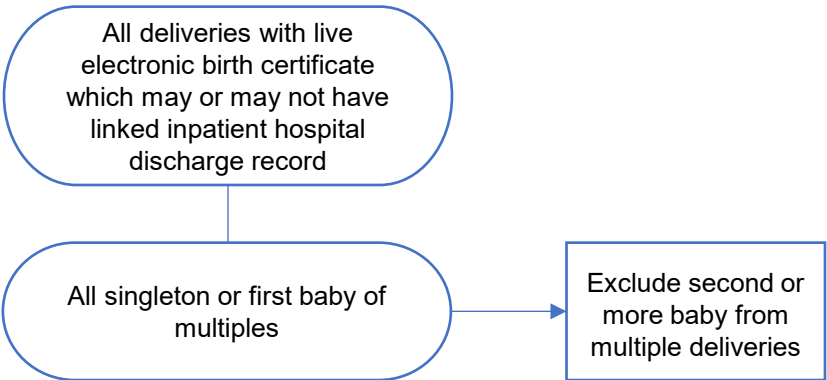 All deliveries with live
electronic birth certificate
which may or may not have
linked inpatient hospital
discharge record
All singleton or first baby of
multiples
Exclude second or
more baby from
multiple deliveries